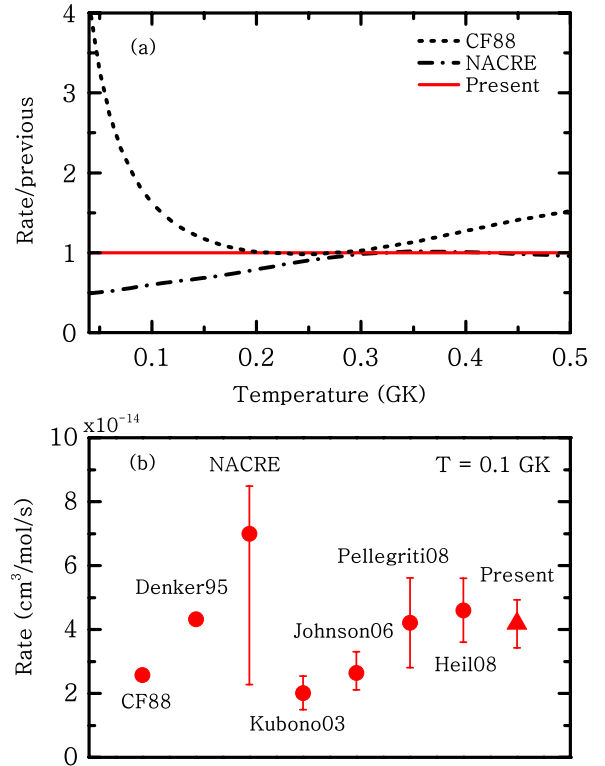 (a)
CF88
NACRE
Present
Rate/previous
4
3
2
1
0
0.1
0.2
0.3
0.4
0.5
Temperature (GK)
x10⁻¹⁴
(b)
T = 0.1 GK
Rate (cm³/mol/s)
10
8
6
4
2
0
NACRE
Pellegriti08
Present
Denker95
Johnson06
Heil08
CF88
Kubono03